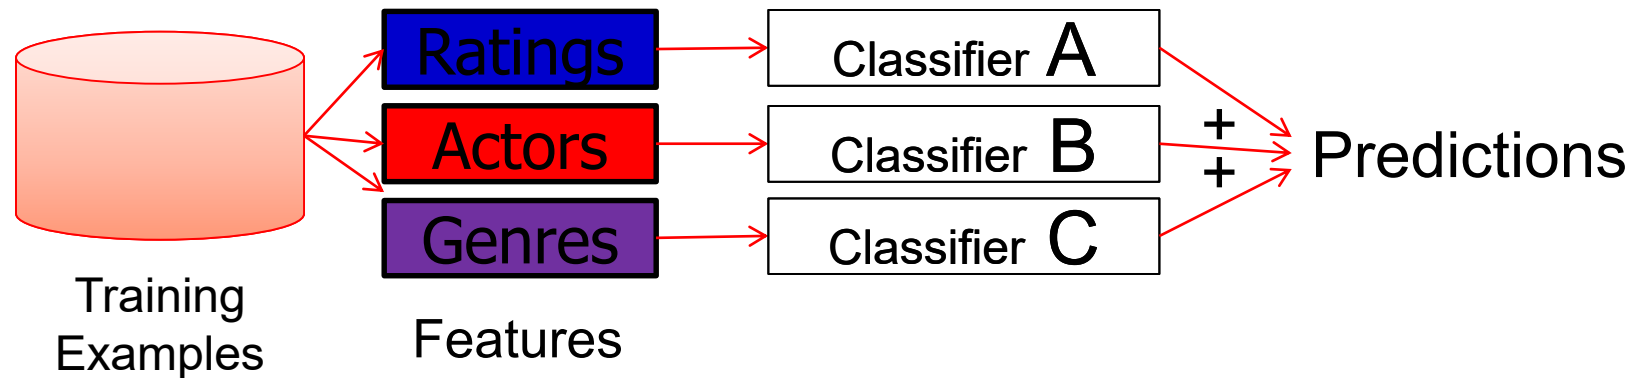 Ratings
Classifier A
Actors
Classifier B
+
+
Predictions
Genres
Classifier C
Training
Examples
Features